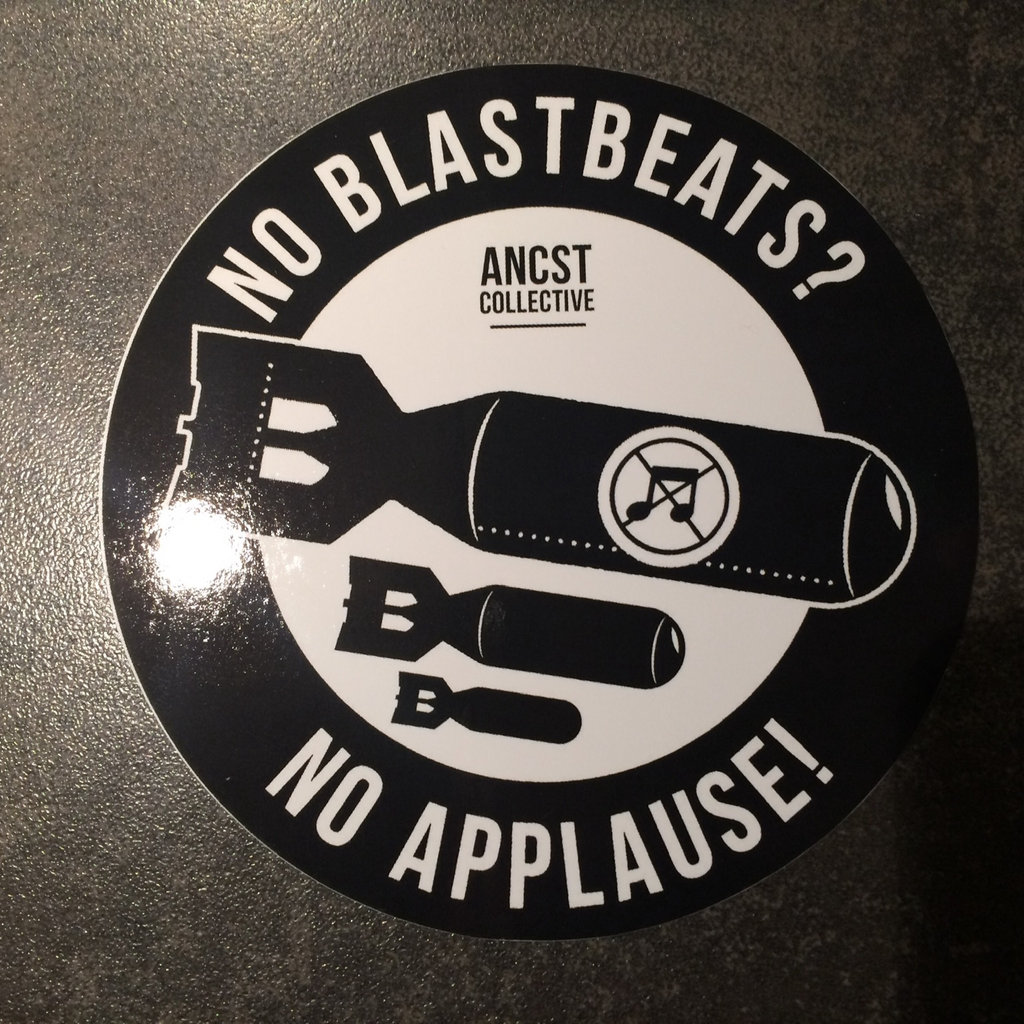 NO BLASTBEATS?
ANCST
COLLECTIVE
NO APPLAUSE!